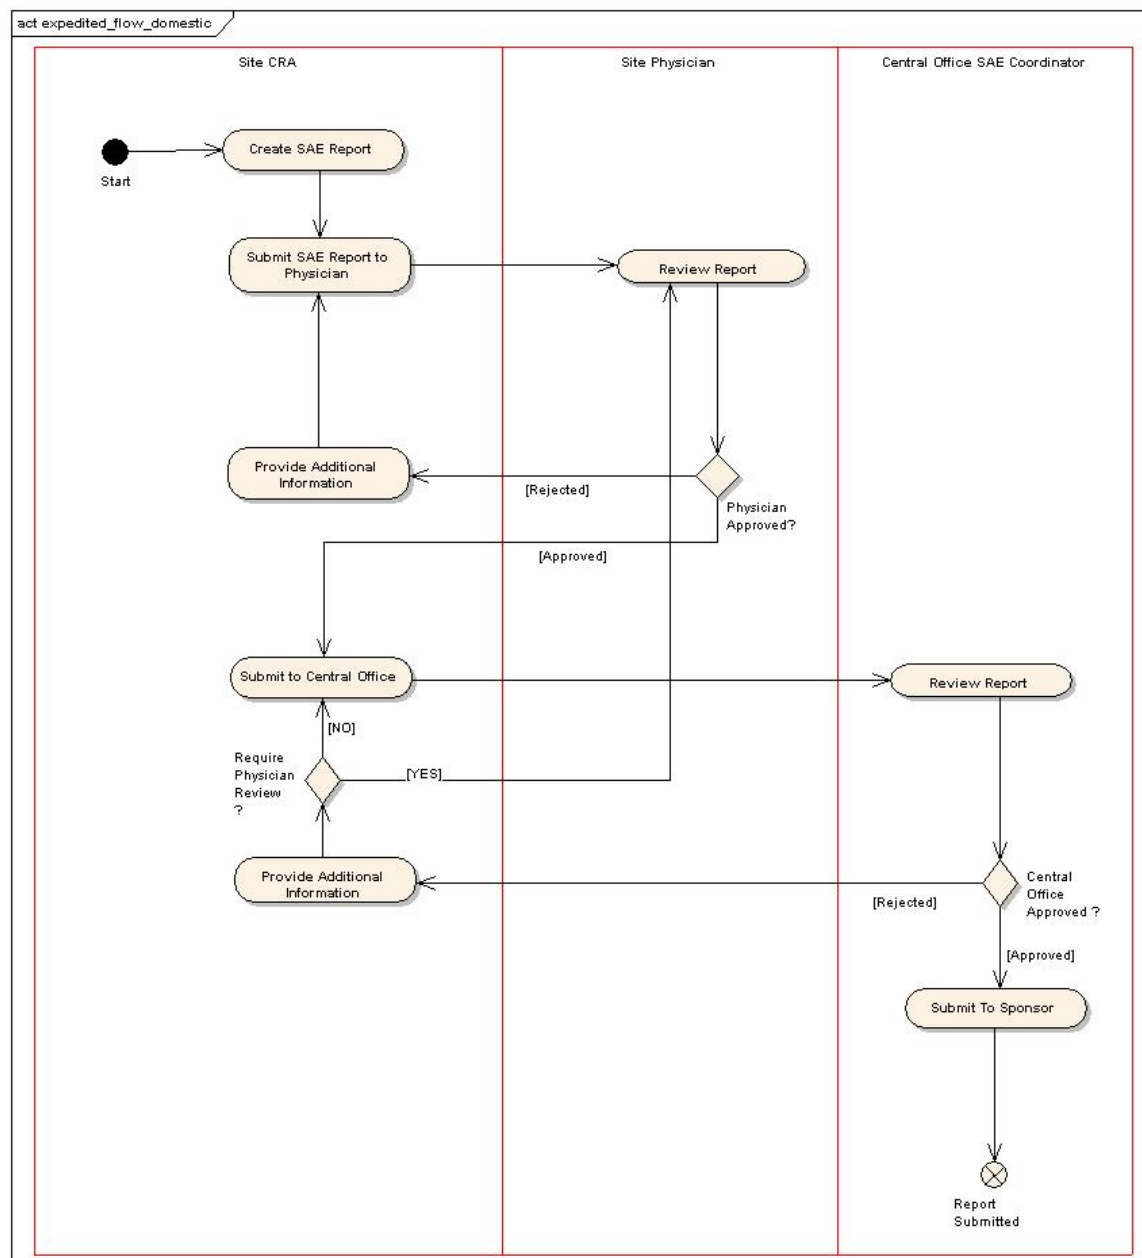 act expedited_flow_domestic
Site CRA
Site Physician
Central Office SAE Coordinator
Start
Create SAE Report
Submit SAE Report to
Physician
Review Report
Provide Additional
Information
[Rejected]
Physician
Approved?
[Approved]
Submit to Central Office
Review Report
[NO]
Require
Physician
Review
?
[YES]
Provide Additional
Information
[Rejected]
Central
Office
Approved ?
[Approved]
Submit To Sponsor
Report
Submitted